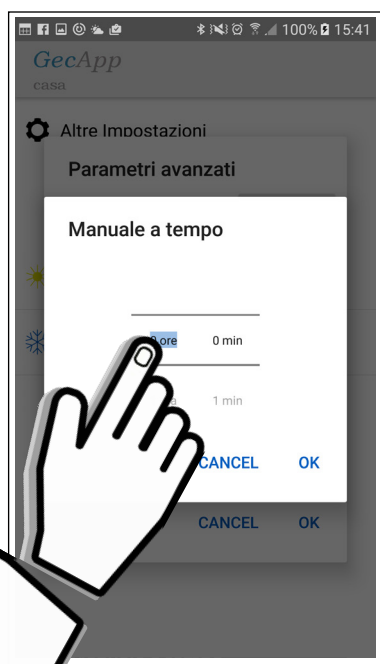 100% 15:41
GecApp
casa
Altre Impostazioni
Parametri avanzati
Manuale a tempo
ore 0 min
1 min
CANCEL OK
CANCEL OK